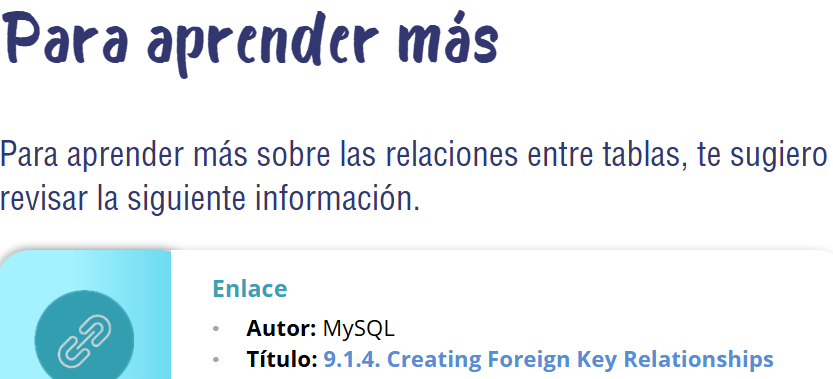 Para aprender más
Para aprender más sobre las relaciones entre tablas, te sugiero
revisar la siguiente información.
Enlace
• Autor: MySQL
• Título: 9.1.4. Creating Foreign Key Relationships